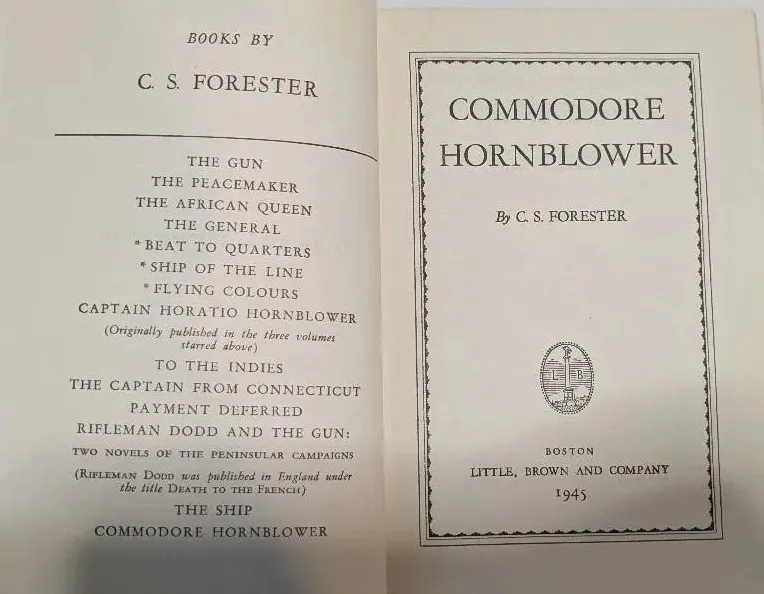 BOOKS BY
C. S. FORESTER
THE GUN
THE PEACEMAKER
THE AFRICAN QUEEN
THE GENERAL
*BEAT TO QUARTERS
*SHIP OF THE LINE
*FLYING COLOURS
CAPTAIN HORATIO HORNBLOWER
(Originally published in the three volumes
starred above)
TO THE INDIES
THE CAPTAIN FROM CONNECTICUT
PAYMENT DEFERRED
RIFLEMAN DODD AND THE GUN:
TWO NOVELS OF THE PENINSULAR CAMPAIGNS
(RIFLEMAN DODD was published in England under
the title DEATH TO THE FRENCH)
THE SHIP
COMMODORE HORNBLOWER
COMMODORE
HORNBLOWER
By C. S. FORESTER
L B
BOSTON
LITTLE, BROWN AND COMPANY
1945